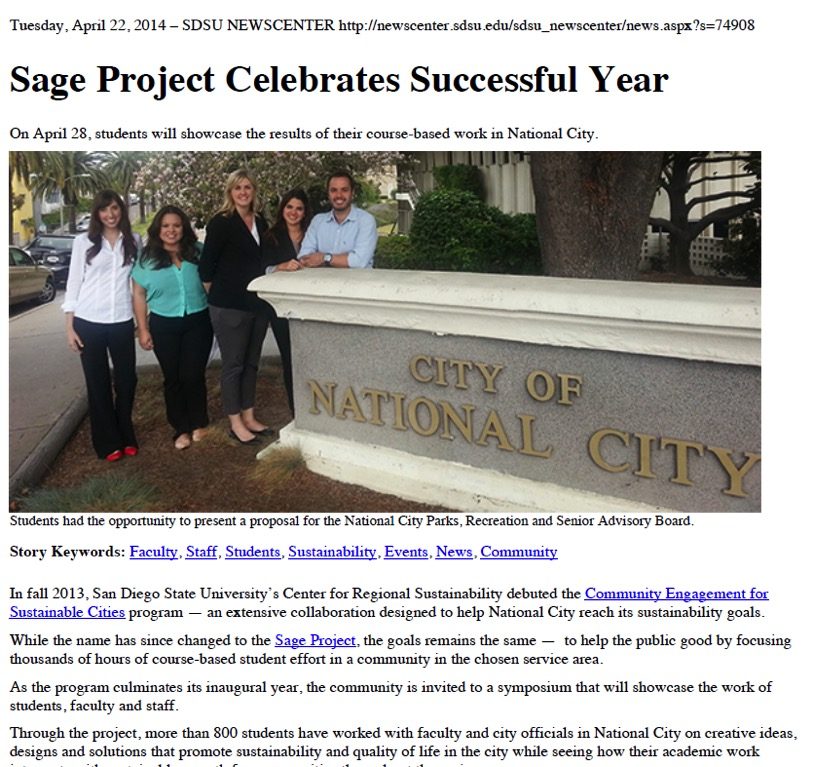 Tuesday, April 22, 2014 – SDSU NEWSCENTER http://newscenter.sdsu.edu/sdsu_newscenter/news.aspx?s=74908
Sage Project Celebrates Successful Year
On April 28, students will showcase the results of their course-based work in National City.
CITY OF
NATIONAL CITY
Students had the opportunity to present a proposal for the National City Parks, Recreation and Senior Advisory Board.
Story Keywords: Faculty, Staff, Students, Sustainability, Events, News, Community
In fall 2013, San Diego State University's Center for Regional Sustainability debuted the Community Engagement for
Sustainable Cities program — an extensive collaboration designed to help National City reach its sustainability goals.
While the name has since changed to the Sage Project, the goals remains the same — to help the public good by focusing
thousands of hours of course-based student effort in a community in the chosen service area.
As the program culminates its inaugural year, the community is invited to a symposium that will showcase the work of
students, faculty and staff.
Through the project, more than 800 students have worked with faculty and city officials in National City on creative ideas,
designs and solutions that promote sustainability and quality of life in the city while seeing how their academic work